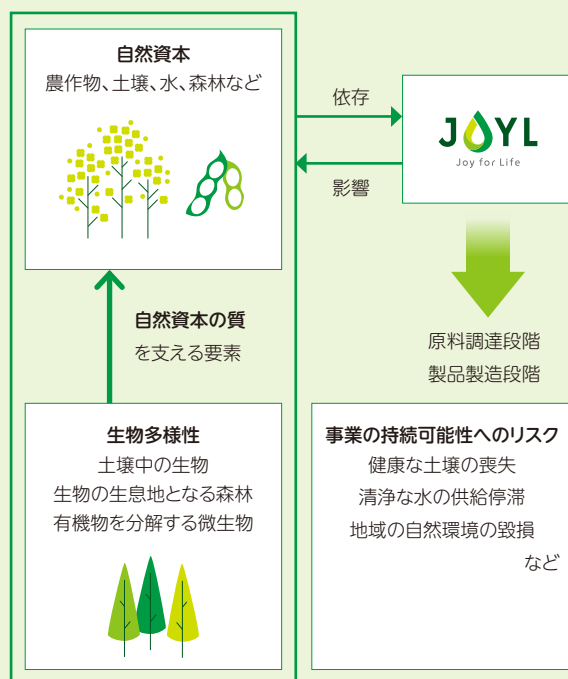 自然資本
農作物、土壌、水、森林など
依存
影響
JOYL
Joy for Life
自然資本の質
を支える要素
原料調達段階
製品製造段階
生物多様性
土壌中の生物
生物の生息地となる森林
有機物を分解する微生物
事業の持続可能性へのリスク
健康な土壌の喪失
清浄な水の供給停滞
地域の自然環境の毀損
など